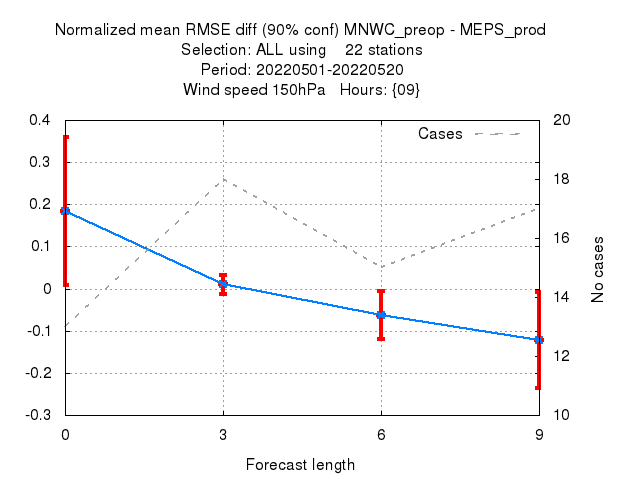 Normalized mean RMSE diff (90% conf) MNWC_preop - MEPS_prod
Selection: ALL using 22 stations
Period: 20220501-20220520
Wind speed 150hPa Hours: {09}
Cases
0.4
0.3
0.2
0.1
0
-0.1
-0.2
-0.3
20
18
16
14
12
10
No cases
0 3 6 9
Forecast length